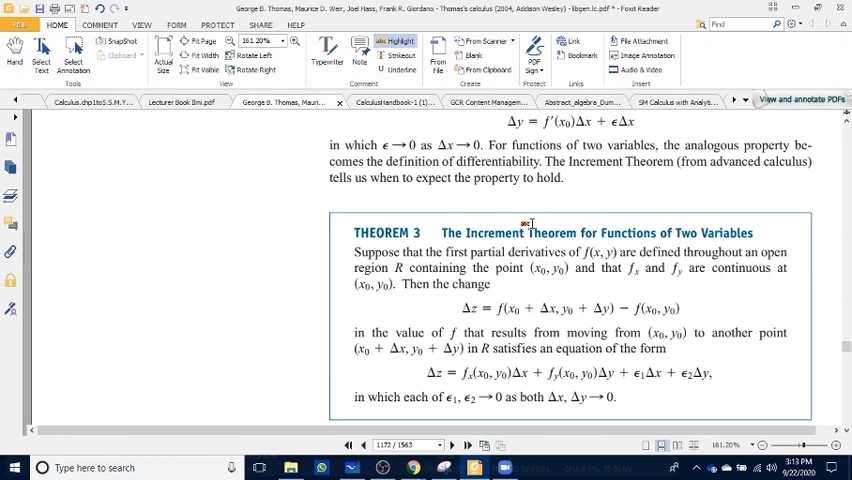 George B. Thomas, Maurice D. Weir, Joel Hass, Frank R. Giordano - Thomas's calculus (2004, Addison Wesley) - libgen.lc.pdf * - Foxit Reader
FILE HOME COMMENT VIEW FORM PROTECT SHARE HELP Find
Hand Select Text Select Annotation
SnapShot
Clipboard
Actual Size
Fit Page
Fit Width
Fit Visible
161.20%
Rotate Left
Rotate Right
Typewriter Note
Highlight
Strikeout
Underline
From File
From Scanner
Blank
From Clipboard
PDF Sign
Link
Bookmark
File Attachment
Image Annotation
Audio & Video
Tools View Comment Create Protect Links Insert
Calculus.chp1to5.S.M.Y... Lecturer Book Bmi.pdf George B. Thomas, Mauri... CalculusHandbook-1 (1)... GCR Content Managem... Abstract_algebra_Dum... SM Calculus with Analyt... View and annotate PDFs
Δy = f′(x₀)Δx + ϵΔx
in which ϵ → 0 as Δx → 0. For functions of two variables, the analogous property be-
comes the definition of differentiability. The Increment Theorem (from advanced calculus)
tells us when to expect the property to hold.
THEOREM 3 The Increment Theorem for Functions of Two Variables
Suppose that the first partial derivatives of f(x, y) are defined throughout an open
region R containing the point (x₀, y₀) and that fₓ and f_y are continuous at
(x₀, y₀). Then the change
Δz = f(x₀ + Δx, y₀ + Δy) − f(x₀, y₀)
in the value of f that results from moving from (x₀, y₀) to another point
(x₀ + Δx, y₀ + Δy) in R satisfies an equation of the form
Δz = fₓ(x₀, y₀)Δx + f_y(x₀, y₀)Δy + ϵ₁Δx + ϵ₂Δy,
in which each of ϵ₁, ϵ₂ → 0 as both Δx, Δy → 0.
1172 / 1563 161.20%
Type here to search
3:13 PM
9/22/2020